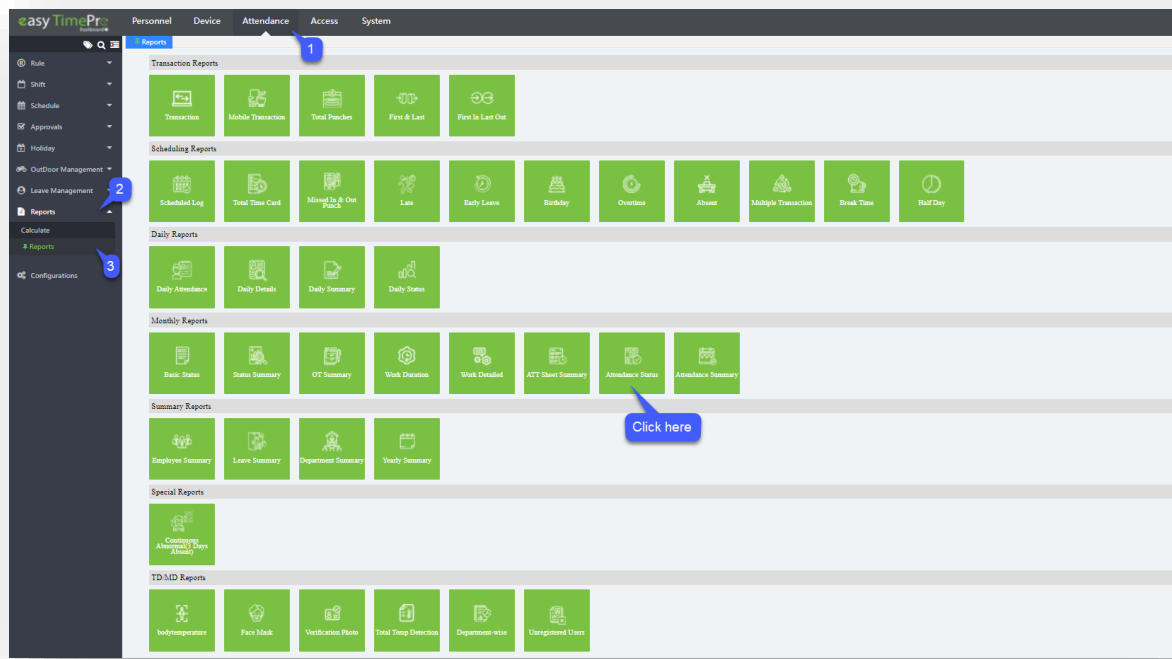 easy TimePro
Dashboard
Personnel Device Attendance Access System
1
Reports
Rule
Shift
Schedule
Approvals
Holiday
OutDoor Management
Leave Management
2
Reports
Calculate
Reports
3
Configurations
Transaction Reports
Transaction Mobile Transaction Total Punches First & Last First In Last Out
Scheduling Reports
Scheduled Log Total Time Card Missed In & Out Punch Late Early Leave Birthday Overtime Absent Multiple Transaction Break Time Half Day
Daily Reports
Daily Attendance Daily Details Daily Summary Daily Status
Monthly Reports
Basic Status Status Summary OT Summary Work Duration Work Detailed ATT Sheet Summary Attendance Status Attendance Summary
Click here
Summary Reports
Employee Summary Leave Summary Department Summary Yearly Summary
Special Reports
Continuous
Abnormal(3 Days
Absent)
TD/MD Reports
bodytemperature Face Mask Verification Photo Total Temp Detection Department-wise Unregistered Users